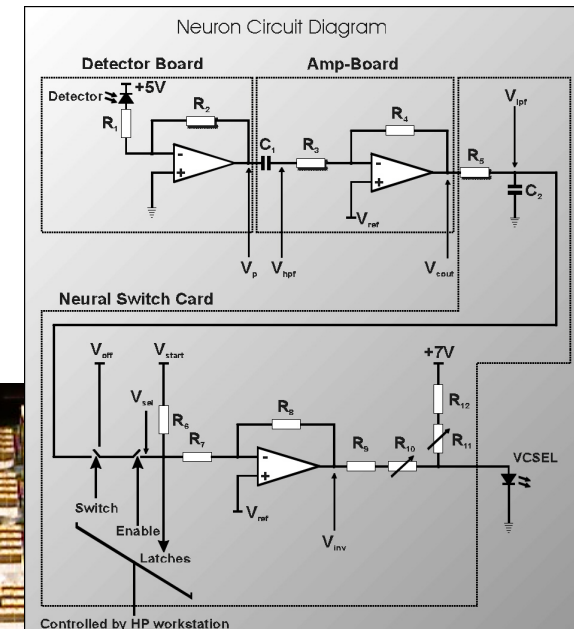 Neuron Circuit Diagram
Detector Board
Amp-Board
+5V
Detector
R1
R2
C1
R3
R4
Vlpf
R5
C2
Vref
Vp
Vhpf
Vcout
Neural Switch Card
Voff
Vstart
Vsel
+7V
R6
R7
R8
R12
R11
R9
R10
VCSEL
Switch
Enable
Vref
Vinv
Latches
Controlled by HP workstation